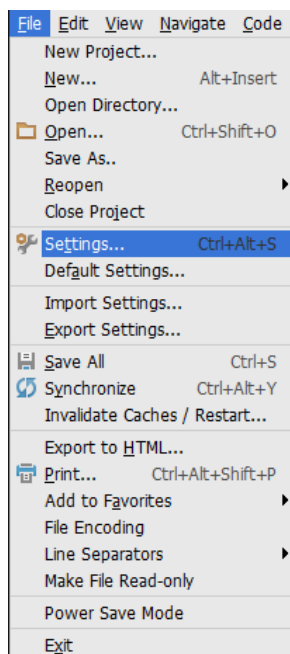 File Edit View Navigate Code
New Project...
New... Alt+Insert
Open Directory...
Open... Ctrl+Shift+O
Save As..
Reopen
Close Project
Settings... Ctrl+Alt+S
Default Settings...
Import Settings...
Export Settings...
Save All Ctrl+S
Synchronize Ctrl+Alt+Y
Invalidate Caches / Restart...
Export to HTML...
Print... Ctrl+Alt+Shift+P
Add to Favorites
File Encoding
Line Separators
Make File Read-only
Power Save Mode
Exit